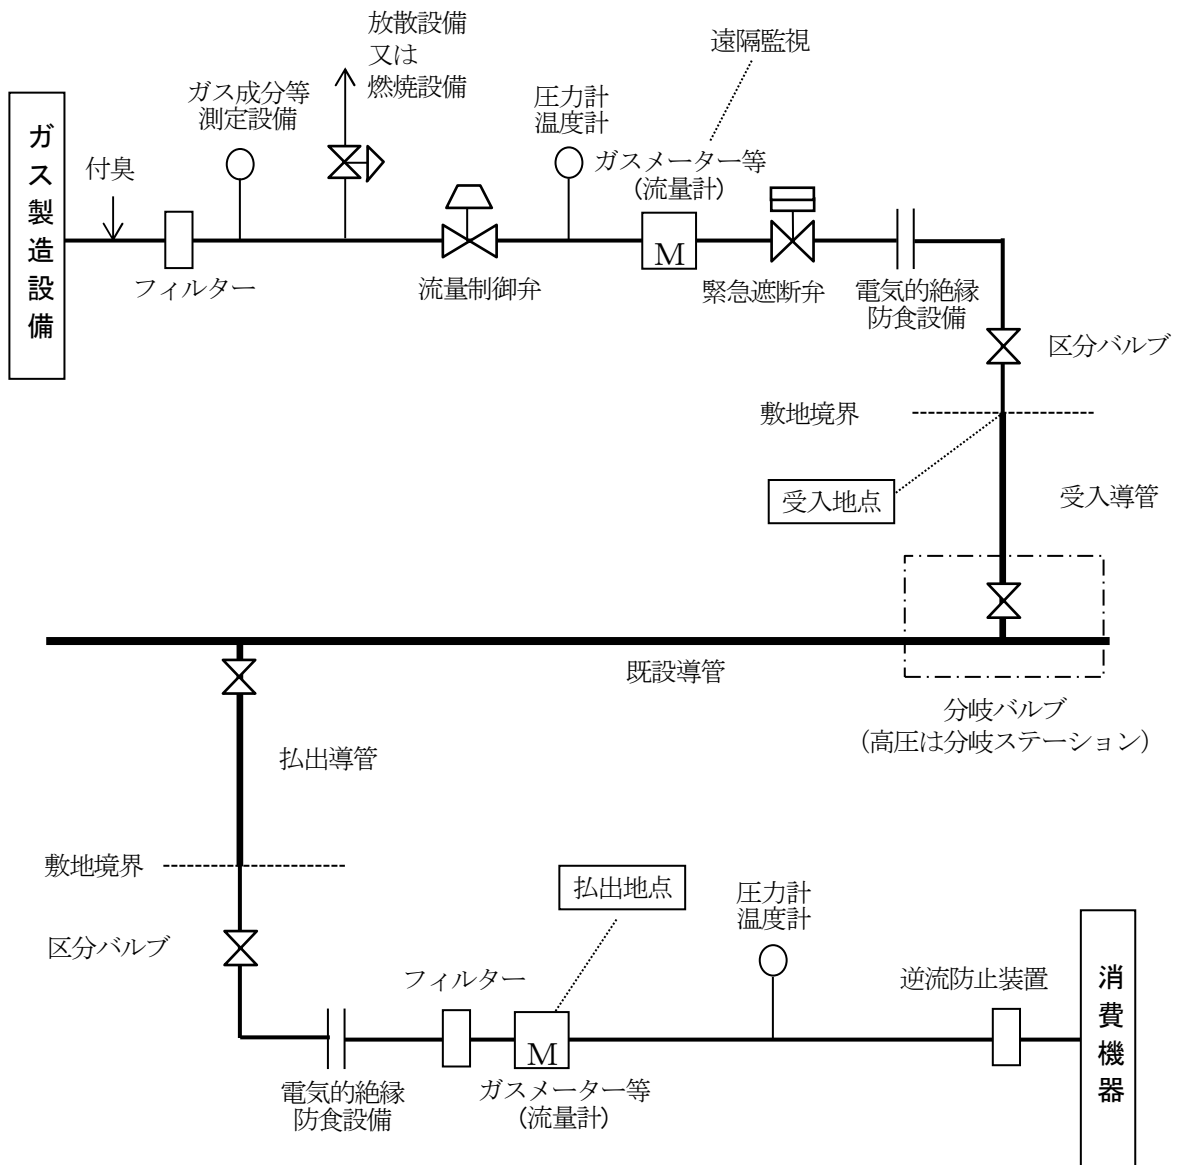 放散設備
又は
燃焼設備
遠隔監視
ガス成分等
測定設備
圧力計
温度計
ガスメーター等
(流量計)
付臭
ガス製造設備
M
フィルター
流量制御弁
緊急遮断弁
電気的絶縁
防食設備
区分バルブ
敷地境界
受入地点
受入導管
既設導管
分岐バルブ
（高圧は分岐ステーション）
払出導管
敷地境界
払出地点
圧力計
温度計
区分バルブ
フィルター
逆流防止装置
消費機器
M
電気的絶縁
防食設備
ガスメーター等
(流量計)